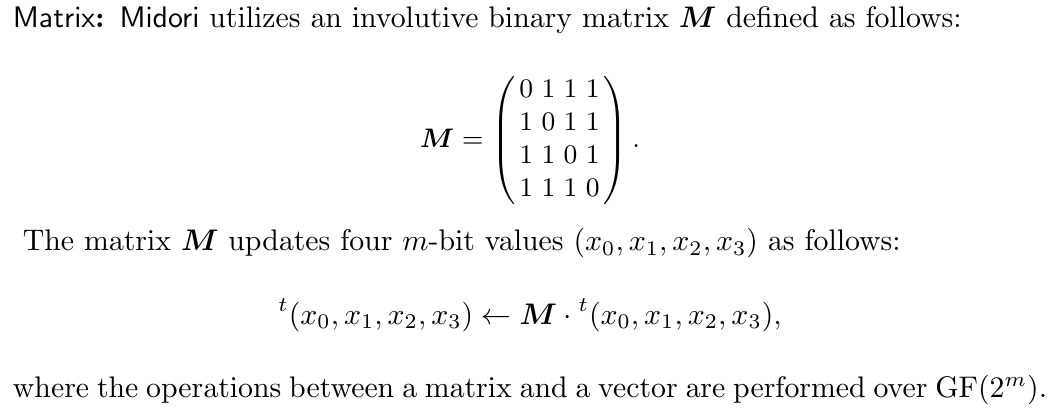 Matrix: Midori utilizes an involutive binary matrix M defined as follows:
M = 
0 1 1 1
1 0 1 1
1 1 0 1
1 1 1 0
.
The matrix M updates four m-bit values (x₀, x₁, x₂, x₃) as follows:
ᵗ(x₀, x₁, x₂, x₃) ← M · ᵗ(x₀, x₁, x₂, x₃),
where the operations between a matrix and a vector are performed over GF(2ᵐ).